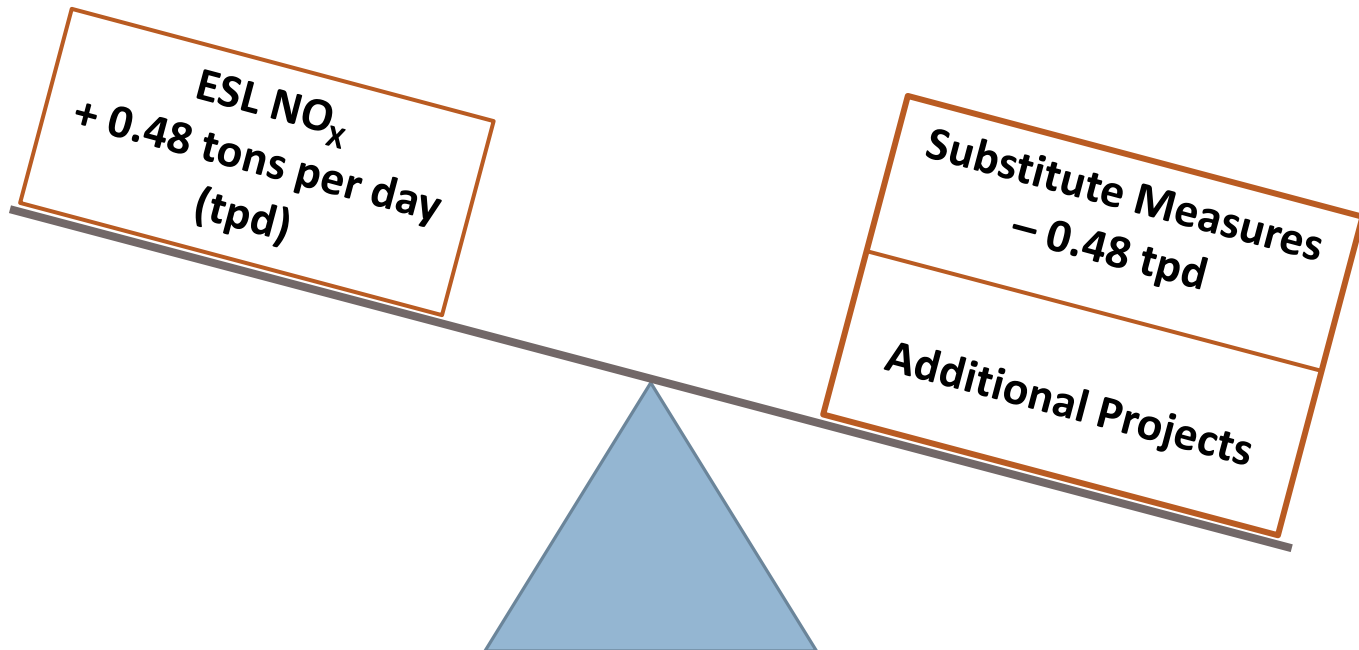 ESL NOX
+ 0.48 tons per day
(tpd)
Substitute Measures
– 0.48 tpd
Additional Projects